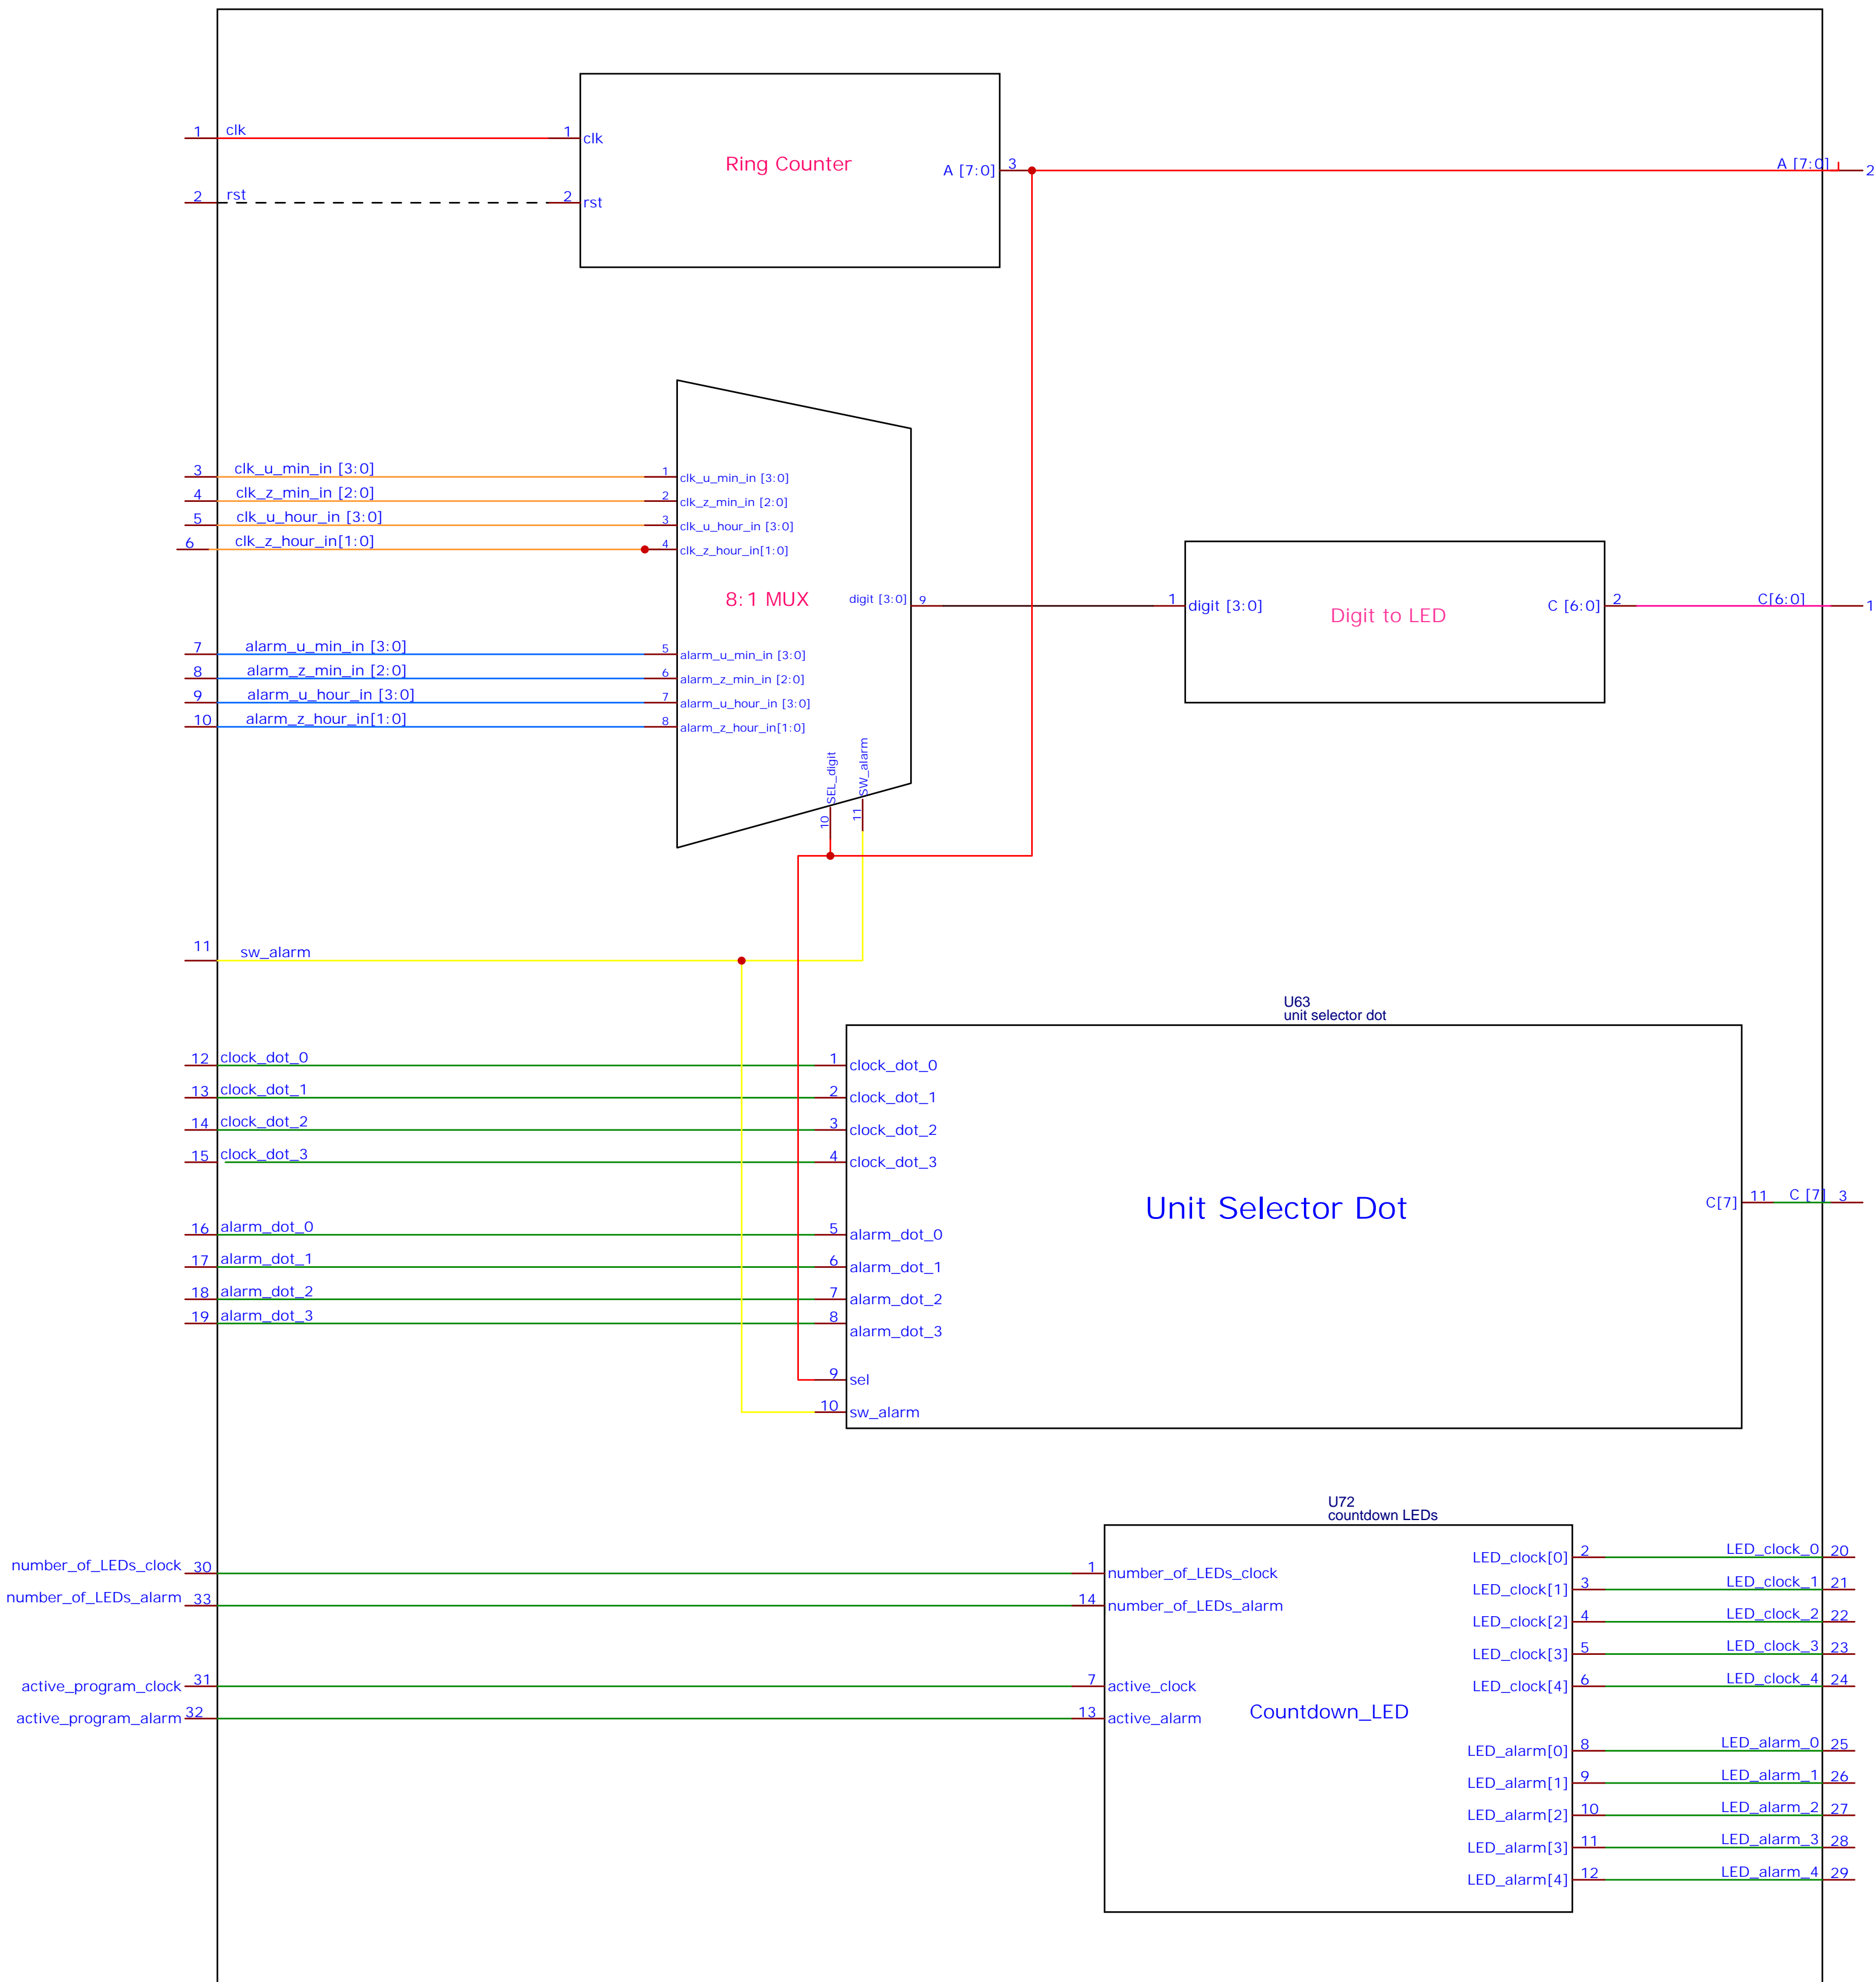 1 clk 1 clk
Ring Counter
A [7:0] 3 A [7:0] 2
2 rst 2 rst
3 clk_u_min_in [3:0] 1 clk_u_min_in [3:0]
4 clk_z_min_in [2:0] 2 clk_z_min_in [2:0]
5 clk_u_hour_in [3:0] 3 clk_u_hour_in [3:0]
6 clk_z_hour_in[1:0] 4 clk_z_hour_in[1:0]
8:1 MUX
digit [3:0] 9 1 digit [3:0]
Digit to LED
C [6:0] 2 C[6:0] 1
7 alarm_u_min_in [3:0] 5 alarm_u_min_in [3:0]
8 alarm_z_min_in [2:0] 6 alarm_z_min_in [2:0]
9 alarm_u_hour_in [3:0] 7 alarm_u_hour_in [3:0]
10 alarm_z_hour_in[1:0] 8 alarm_z_hour_in[1:0]
10 SEL_digit
11 SW_alarm
11 sw_alarm
U63
unit selector dot
12 clock_dot_0 1 clock_dot_0
13 clock_dot_1 2 clock_dot_1
14 clock_dot_2 3 clock_dot_2
15 clock_dot_3 4 clock_dot_3
Unit Selector Dot
C[7] 11 C [7] 3
16 alarm_dot_0 5 alarm_dot_0
17 alarm_dot_1 6 alarm_dot_1
18 alarm_dot_2 7 alarm_dot_2
19 alarm_dot_3 8 alarm_dot_3
9 sel
10 sw_alarm
U72
countdown LEDs
number_of_LEDs_clock 30 1 number_of_LEDs_clock
number_of_LEDs_alarm 33 14 number_of_LEDs_alarm
active_program_clock 31 7 active_clock
active_program_alarm 32 13 active_alarm
Countdown_LED
LED_clock[0] 2 LED_clock_0 20
LED_clock[1] 3 LED_clock_1 21
LED_clock[2] 4 LED_clock_2 22
LED_clock[3] 5 LED_clock_3 23
LED_clock[4] 6 LED_clock_4 24
LED_alarm[0] 8 LED_alarm_0 25
LED_alarm[1] 9 LED_alarm_1 26
LED_alarm[2] 10 LED_alarm_2 27
LED_alarm[3] 11 LED_alarm_3 28
LED_alarm[4] 12 LED_alarm_4 29